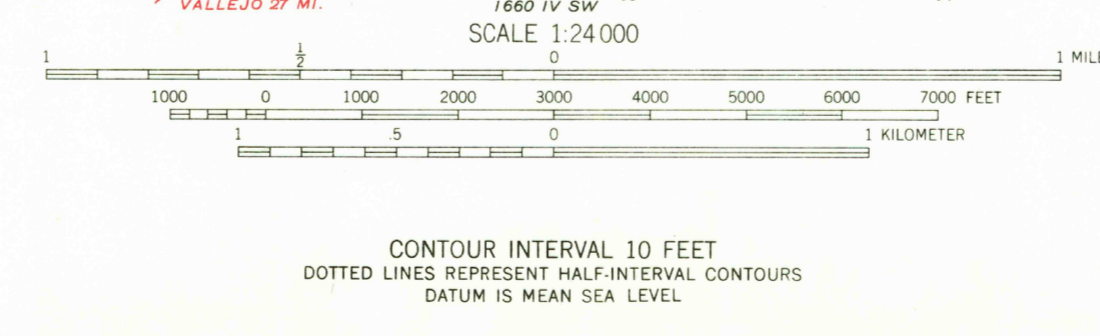 VALLEJO 27 MI.
1660 IV SW
SCALE 1:24 000
1 ½ 0 1 MILE
1000 0 1000 2000 3000 4000 5000 6000 7000 FEET
1 .5 0 1 KILOMETER
CONTOUR INTERVAL 10 FEET
DOTTED LINES REPRESENT HALF-INTERVAL CONTOURS
DATUM IS MEAN SEA LEVEL